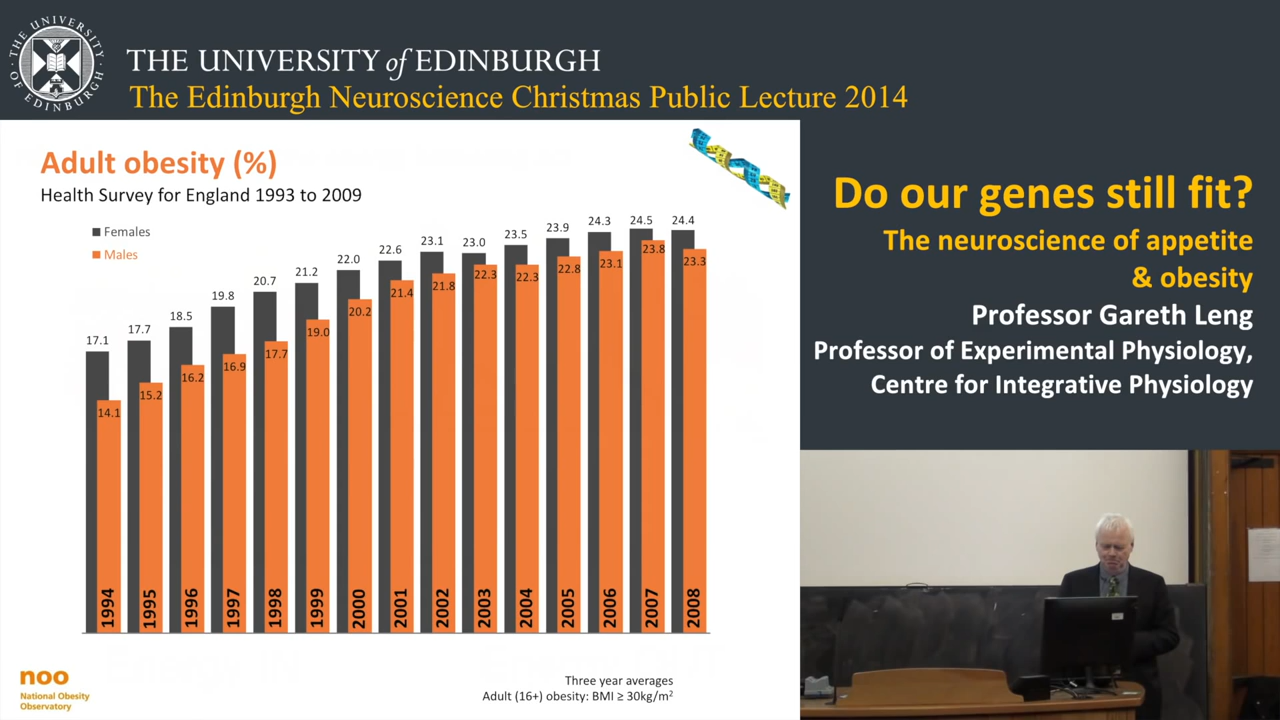 THE UNIVERSITY OF EDINBURGH
THE UNIVERSITY of EDINBURGH
The Edinburgh Neuroscience Christmas Public Lecture 2014
Adult obesity (%)
Health Survey for England 1993 to 2009
Females
Males
17.1
17.7
18.5
19.8
20.7
21.2
22.0
22.6
23.1
23.0
23.5
23.9
24.3
24.5
24.4
14.1
15.2
16.2
16.9
17.7
19.0
20.2
21.4
21.8
22.3
22.3
22.8
23.1
23.8
23.3
1994
1995
1996
1997
1998
1999
2000
2001
2002
2003
2004
2005
2006
2007
2008
noo
National Obesity
Observatory
Three year averages
Adult (16+) obesity: BMI ≥ 30kg/m²
Do our genes still fit?
The neuroscience of appetite
& obesity
Professor Gareth Leng
Professor of Experimental Physiology,
Centre for Integrative Physiology